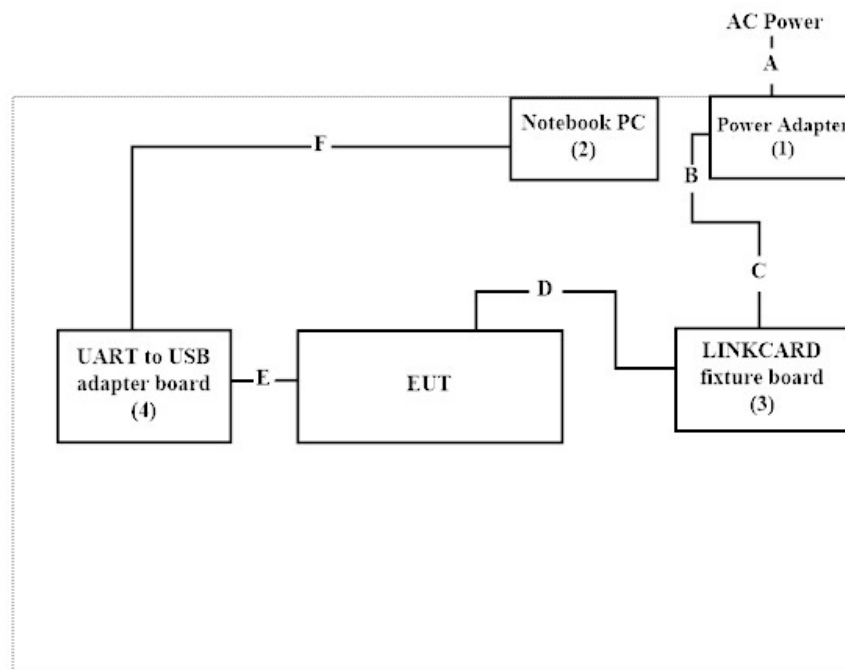 AC Power
A
Notebook PC
(2)
Power Adapter
(1)
F
B
C
D
UART to USB
adapter board
(4)
E
EUT
LINKCARD
fixture board
(3)